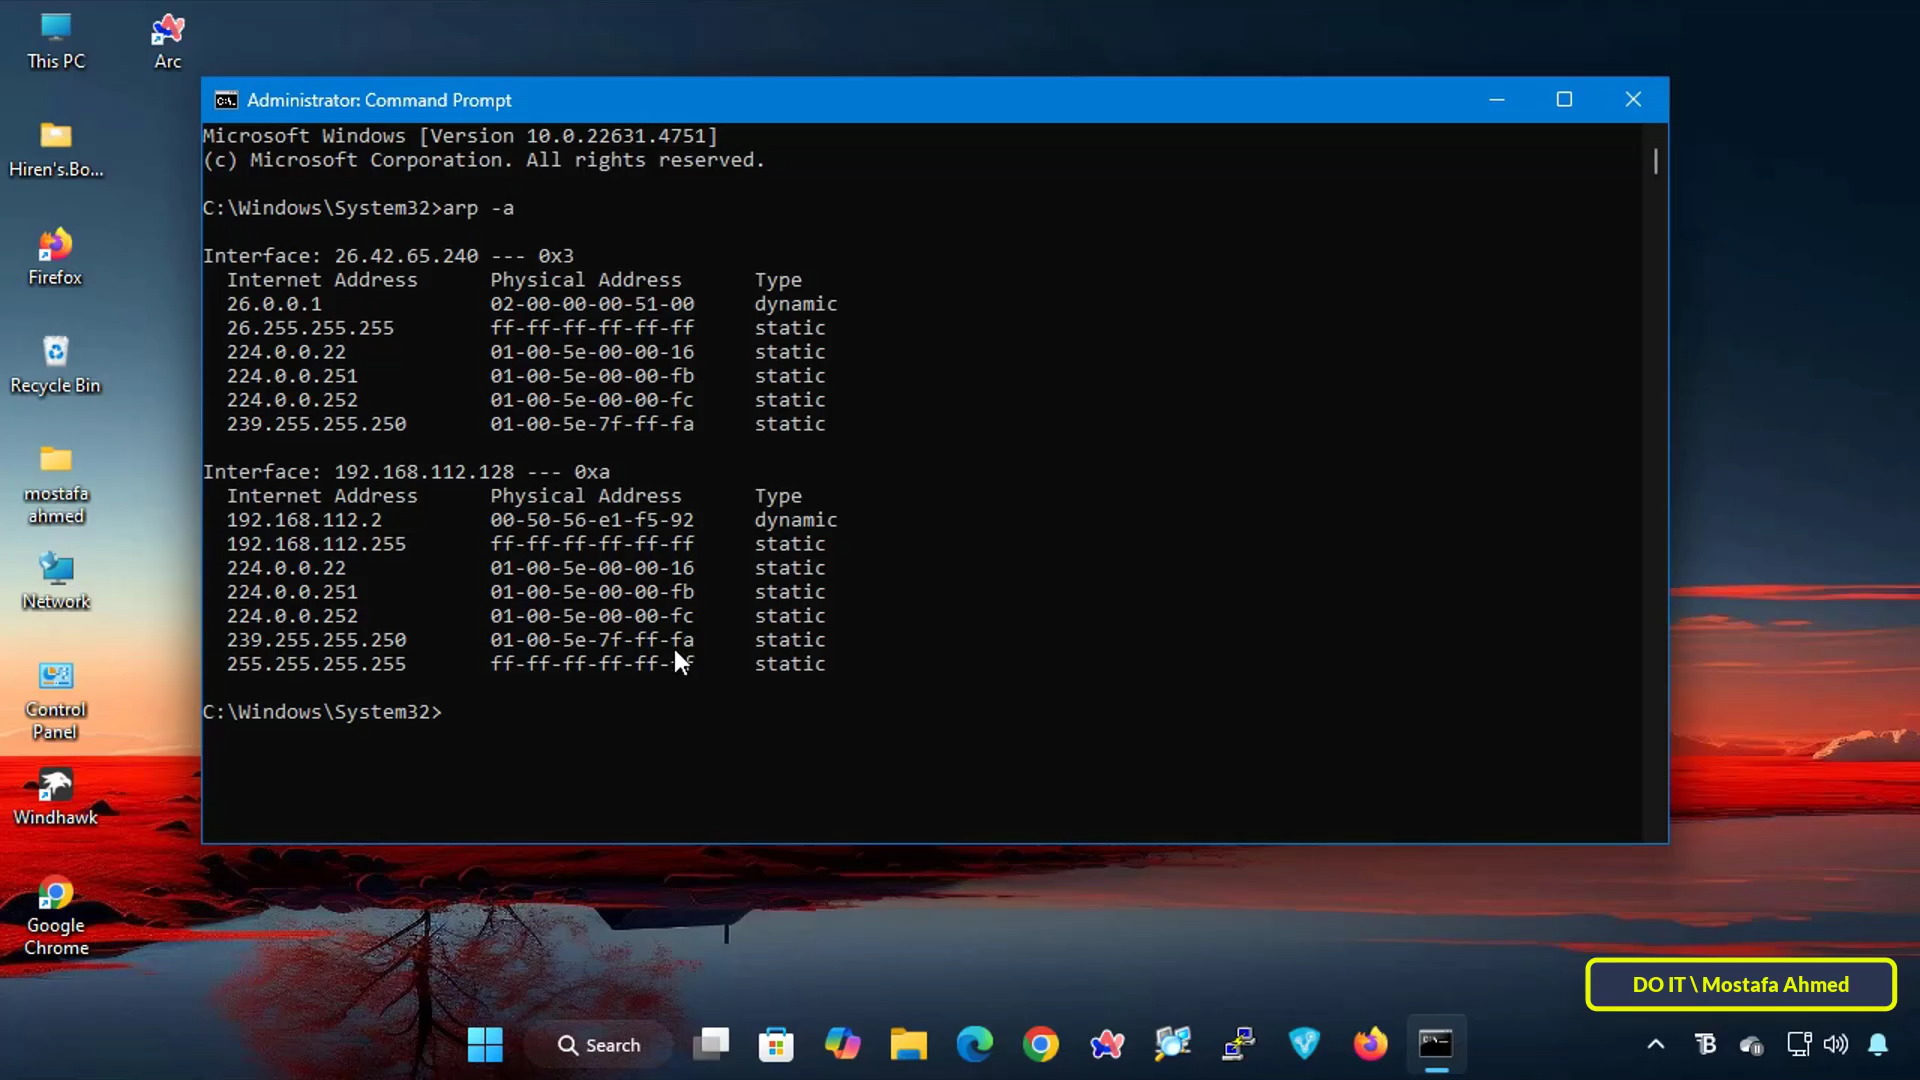 This PC
Arc
Hiren's.Bo...
Firefox
Recycle Bin
mostafa
ahmed
Network
Control
Panel
Windhawk
Google
Chrome
Administrator: Command Prompt
Microsoft Windows [Version 10.0.22631.4751]
(c) Microsoft Corporation. All rights reserved.
C:\Windows\System32>arp -a
Interface: 26.42.65.240 --- 0x3
Internet Address Physical Address Type
26.0.0.1 02-00-00-00-51-00 dynamic
26.255.255.255 ff-ff-ff-ff-ff-ff static
224.0.0.22 01-00-5e-00-00-16 static
224.0.0.251 01-00-5e-00-00-fb static
224.0.0.252 01-00-5e-00-00-fc static
239.255.255.250 01-00-5e-7f-ff-fa static
Interface: 192.168.112.128 --- 0xa
Internet Address Physical Address Type
192.168.112.2 00-50-56-e1-f5-92 dynamic
192.168.112.255 ff-ff-ff-ff-ff-ff static
224.0.0.22 01-00-5e-00-00-16 static
224.0.0.251 01-00-5e-00-00-fb static
224.0.0.252 01-00-5e-00-00-fc static
239.255.255.250 01-00-5e-7f-ff-fa static
255.255.255.255 ff-ff-ff-ff-ff-ff static
C:\Windows\System32>
DO IT \ Mostafa Ahmed
Search